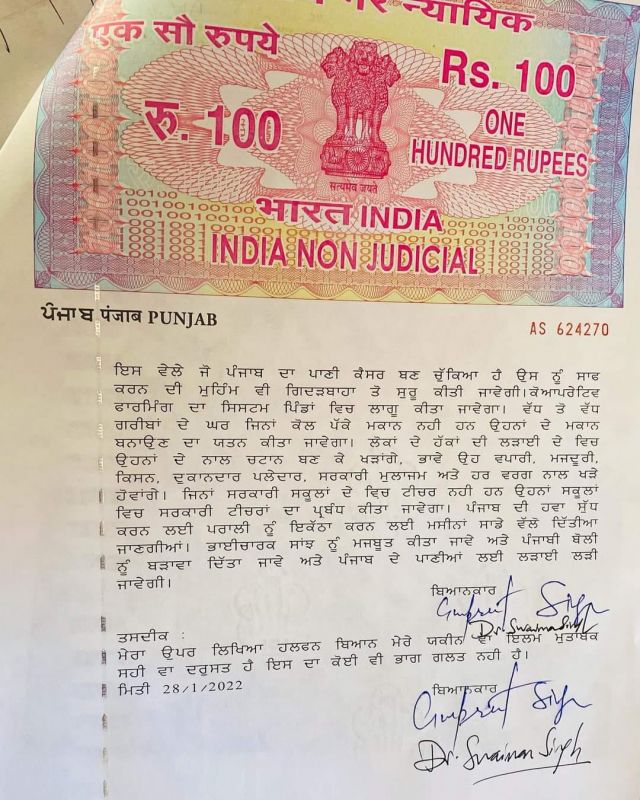 न्यायिक
एक सौ रुपये
Rs. 100
रु. 100
ONE
HUNDRED RUPEES
सत्यमेव जयते
भारत INDIA
INDIA NON JUDICIAL
ਪੰਜਾਬ पंजाब PUNJAB
AS 624270
ਇਸ ਵੇਲੇ ਜੋ ਪੰਜਾਬ ਦਾ ਪਾਣੀ ਕੈਸਰ ਬਣ ਚੁੱਕਿਆ ਹੈ ਉਸ ਨੂੰ ਸਾਫ
ਕਰਨ ਦੀ ਮੁਹਿੰਮ ਵੀ ਗਿਦੜਬਾਹਾ ਤੋ ਸੁਰੂ ਕੀਤੀ ਜਾਵੇਗੀ।ਕੋਆਪਰੇਟਿਵ
ਫਾਰਮਿੰਗ ਦਾ ਸਿਸਟਮ ਪਿੰਡਾਂ ਵਿਚ ਲਾਗੂ ਕੀਤਾ ਜਾਵੇਗਾ। ਵੱਧ ਤੇ ਵੱਧ
ਗਰੀਬਾਂ ਦੇ ਘਰ ਜਿਨਾਂ ਕੋਲ ਪੱਕੇ ਮਕਾਨ ਨਹੀ ਹਨ ਉਹਨਾਂ ਦੇ ਮਕਾਨ
ਬਨਾਉਣ ਦਾ ਯਤਨ ਕੀਤਾ ਜਾਵੇਗਾ। ਲੋਕਾਂ ਦੇ ਹੱਕਾਂ ਦੀ ਲੜਾਈ ਦੇ ਵਿਚ
ਉਹਨਾਂ ਦੇ ਨਾਲ ਚਟਾਨ ਬਣ ਕੇ ਖੜਾਂਗੇ, ਭਾਵੇ ਉਹ ਵਪਾਰੀ, ਮਜਦੂਰੀ,
ਕਿਸਨ, ਦੁਕਾਨਦਾਰ ਪਲੇਦਾਰ, ਸਰਕਾਰੀ ਮੁਲਾਜਮ ਅਤੇ ਹਰ ਵਰਗ ਨਾਲ ਖੜੇ
ਹੋਵਾਂਗੇ। ਜਿਨਾਂ ਸਰਕਾਰੀ ਸਕੂਲਾਂ ਦੇ ਵਿਚ ਟੀਚਰ ਨਹੀ ਹਨ ਉਹਨਾਂ ਸਕੂਲਾਂ
ਵਿਚ ਸਰਕਾਰੀ ਟੀਚਰਾਂ ਦਾ ਪ੍ਰਬੰਧ ਕੀਤਾ ਜਾਵੇਗਾ। ਪੰਜਾਬ ਦੀ ਹਵਾ ਸੁੱਧ
ਕਰਨ ਲਈ ਪਰਾਲੀ ਨੂੰ ਇਕੱਠਾ ਕਰਨ ਲਈ ਮਸੀਨਾਂ ਸਾਡੇ ਵੱਲੋ ਦਿੱਤੀਆ
ਜਾਣਗੀਆਂ। ਭਾਈਚਾਰਕ ਸਾਂਝ ਨੂੰ ਮਜਬੂਤ ਕੀਤਾ ਜਾਵੇ ਅਤੇ ਪੰਜਾਬੀ ਬੋਲੀ
ਨੂੰ ਬੜਾਵਾ ਦਿੱਤਾ ਜਾਵੇ ਅਤੇ ਪੰਜਾਬ ਦੇ ਪਾਣੀਆਂ ਲਈ ਲੜਾਈ ਲੜੀ
ਜਾਵੇਗੀ।
ਬਿਆਨਕਾਰ
Gurpreet Singh
Dr. Swaiman Singh
ਤਸਦੀਕ :
ਮੇਰਾ ਉਪਰ ਲਿਖਿਆ ਹਲਫਨ ਬਿਆਨ ਮੇਰੇ ਯਕੀਨ ਵਾ ਇਲਮ ਮੁਤਾਬਕ
ਸਹੀ ਵਾ ਦਰੁਸਤ ਹੈ ਇਸ ਦਾ ਕੋਈ ਵੀ ਭਾਗ ਗਲਤ ਨਹੀ ਹੈ।
ਮਿਤੀ 28/1/2022
ਬਿਆਨਕਾਰ
Gurpreet Singh
Dr. Swaiman Singh